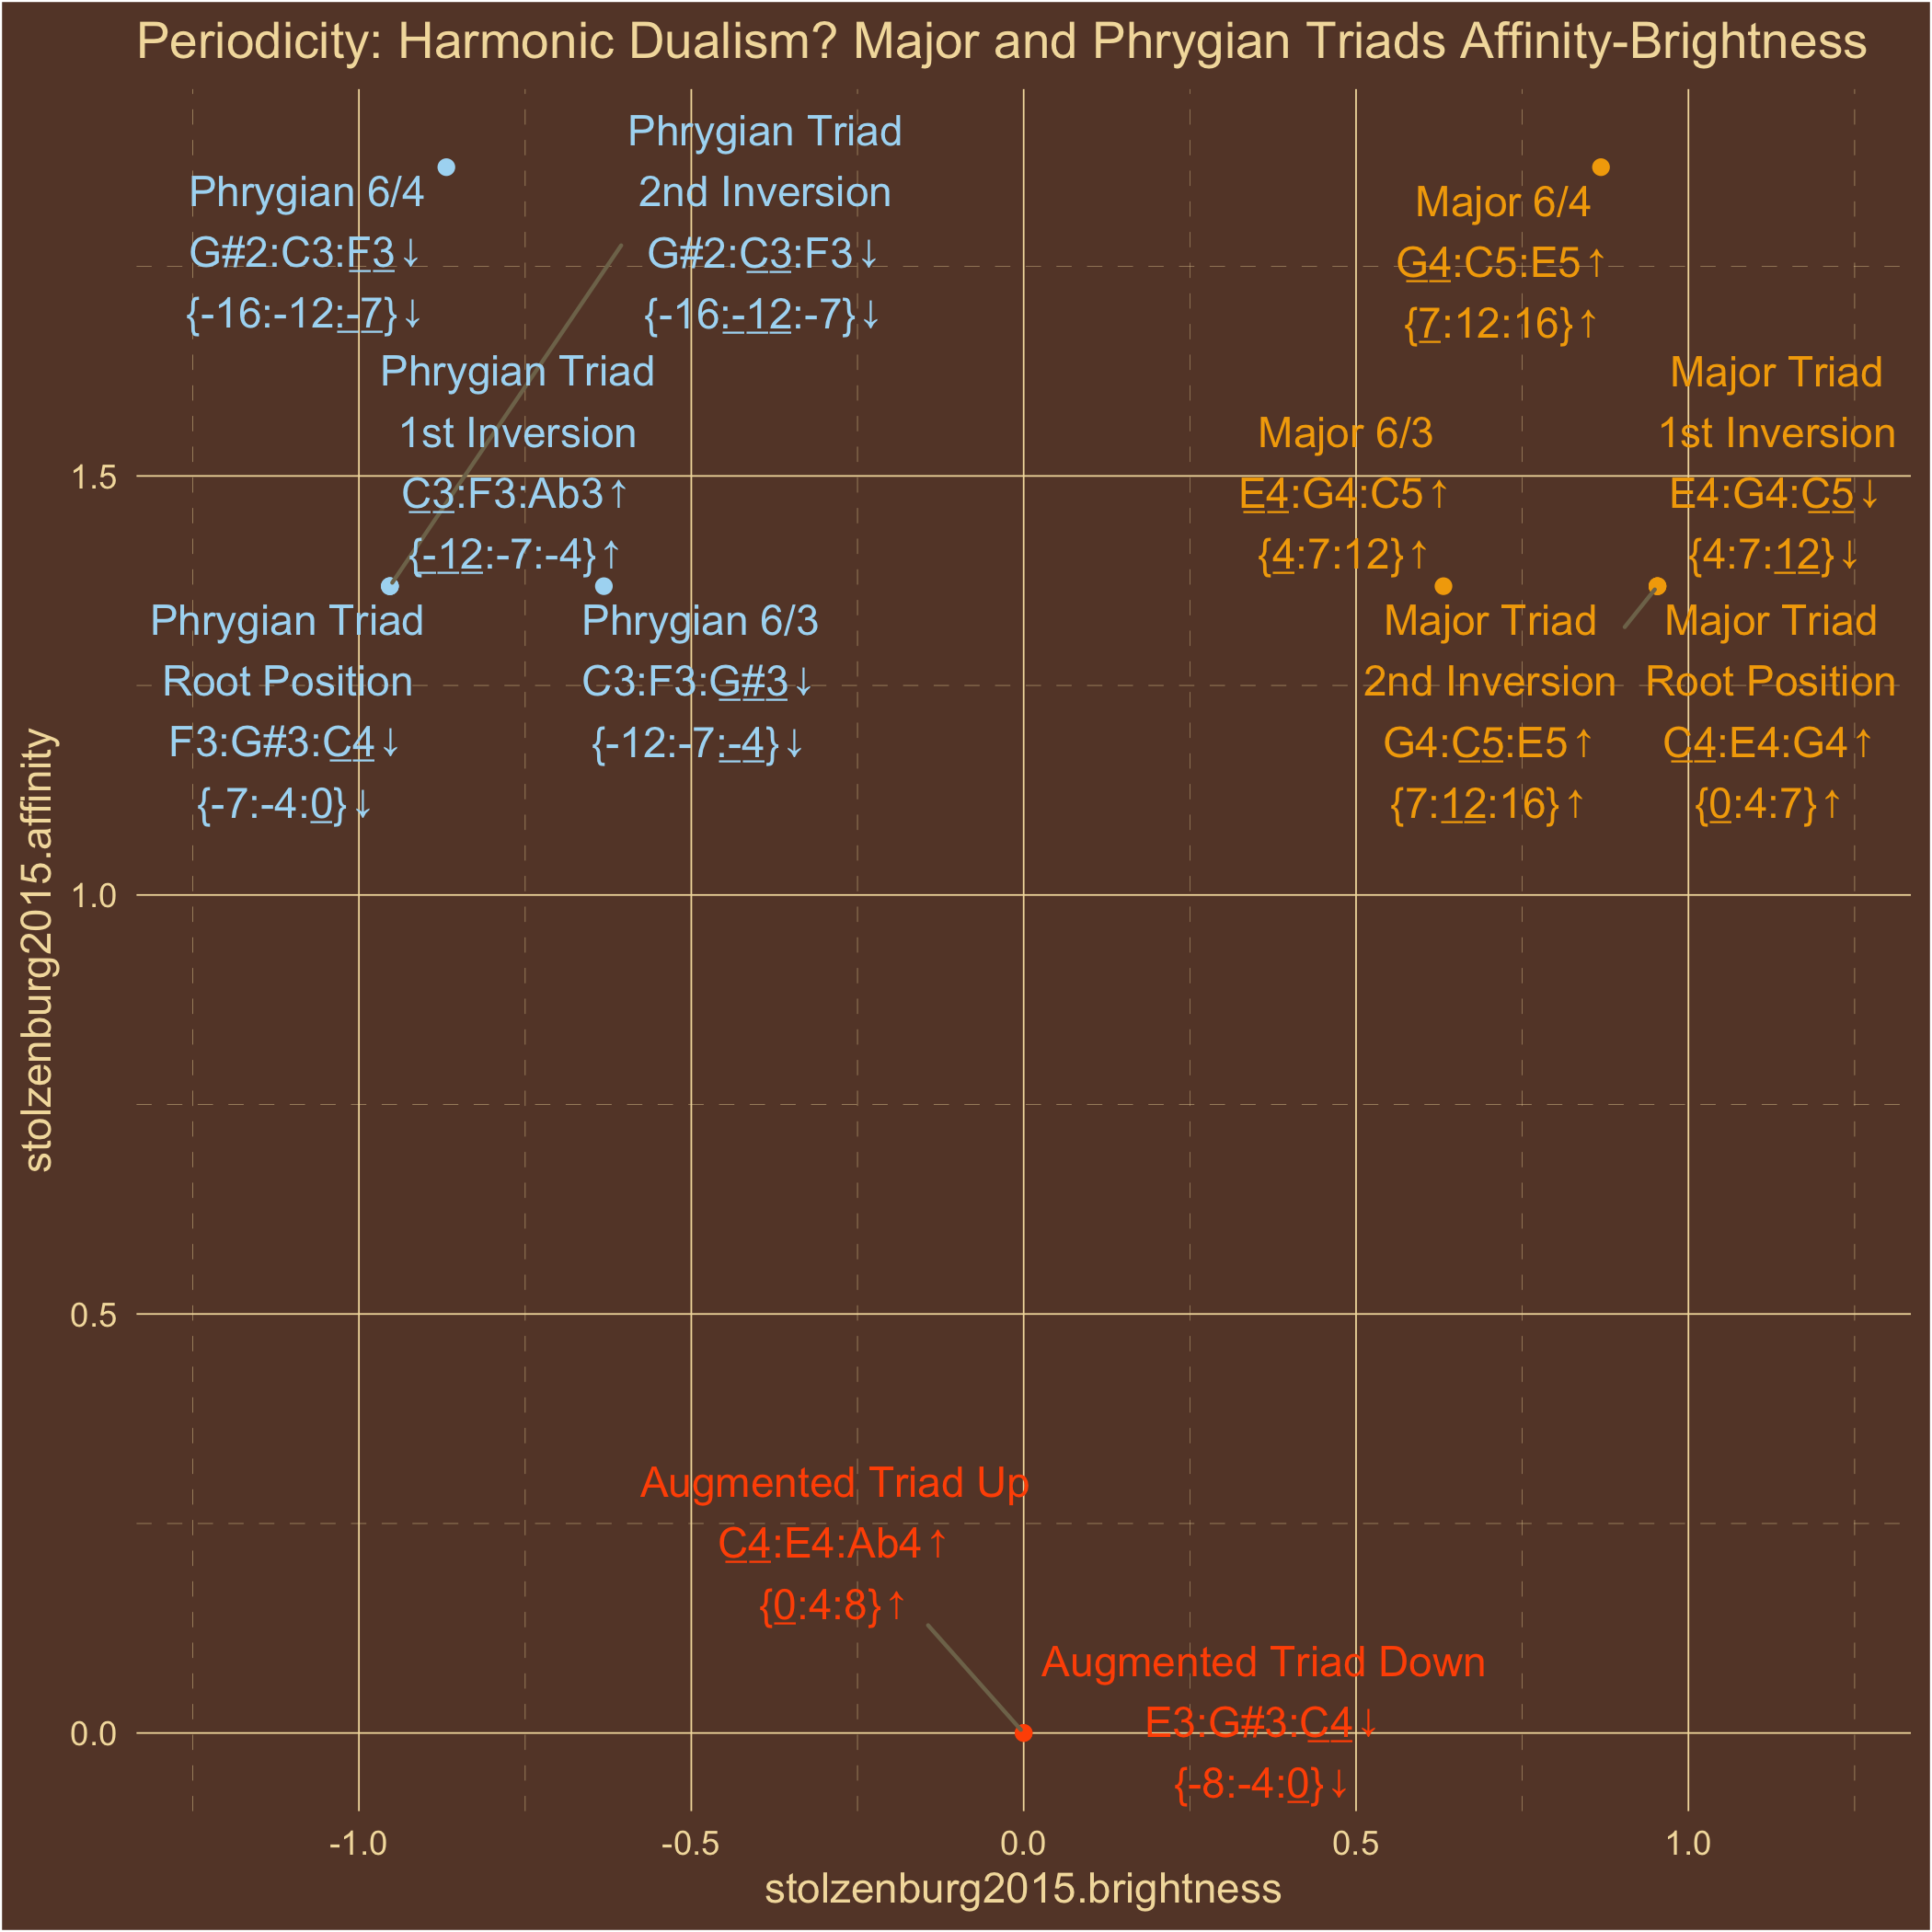 Periodicity: Harmonic Dualism? Major and Phrygian Triads Affinity-Brightness
stolzenburg2015.affinity
1.5
1.0
0.5
0.0
Phrygian 6/4
G#2:C3:F3↓
{-16:-12:-7}↓
Phrygian Triad
2nd Inversion
G#2:C3:F3↓
{-16:-12:-7}↓
Phrygian Triad
1st Inversion
C3:F3:Ab3↑
{-12:-7:-4}↑
Phrygian Triad
Root Position
F3:G#3:C4↓
{-7:-4:0}↓
Phrygian 6/3
C3:F3:G#3↓
{-12:-7:-4}↓
Major 6/4
G4:C5:E5↑
{7:12:16}↑
Major 6/3
E4:G4:C5↑
{4:7:12}↑
Major Triad
1st Inversion
E4:G4:C5↓
{4:7:12}↓
Major Triad
2nd Inversion
G4:C5:E5↑
{7:12:16}↑
Major Triad
Root Position
C4:E4:G4↑
{0:4:7}↑
Augmented Triad Up
C4:E4:Ab4↑
{0:4:8}↑
Augmented Triad Down
E3:G#3:C4↓
{-8:-4:0}↓
-1.0
-0.5
0.0
0.5
1.0
stolzenburg2015.brightness